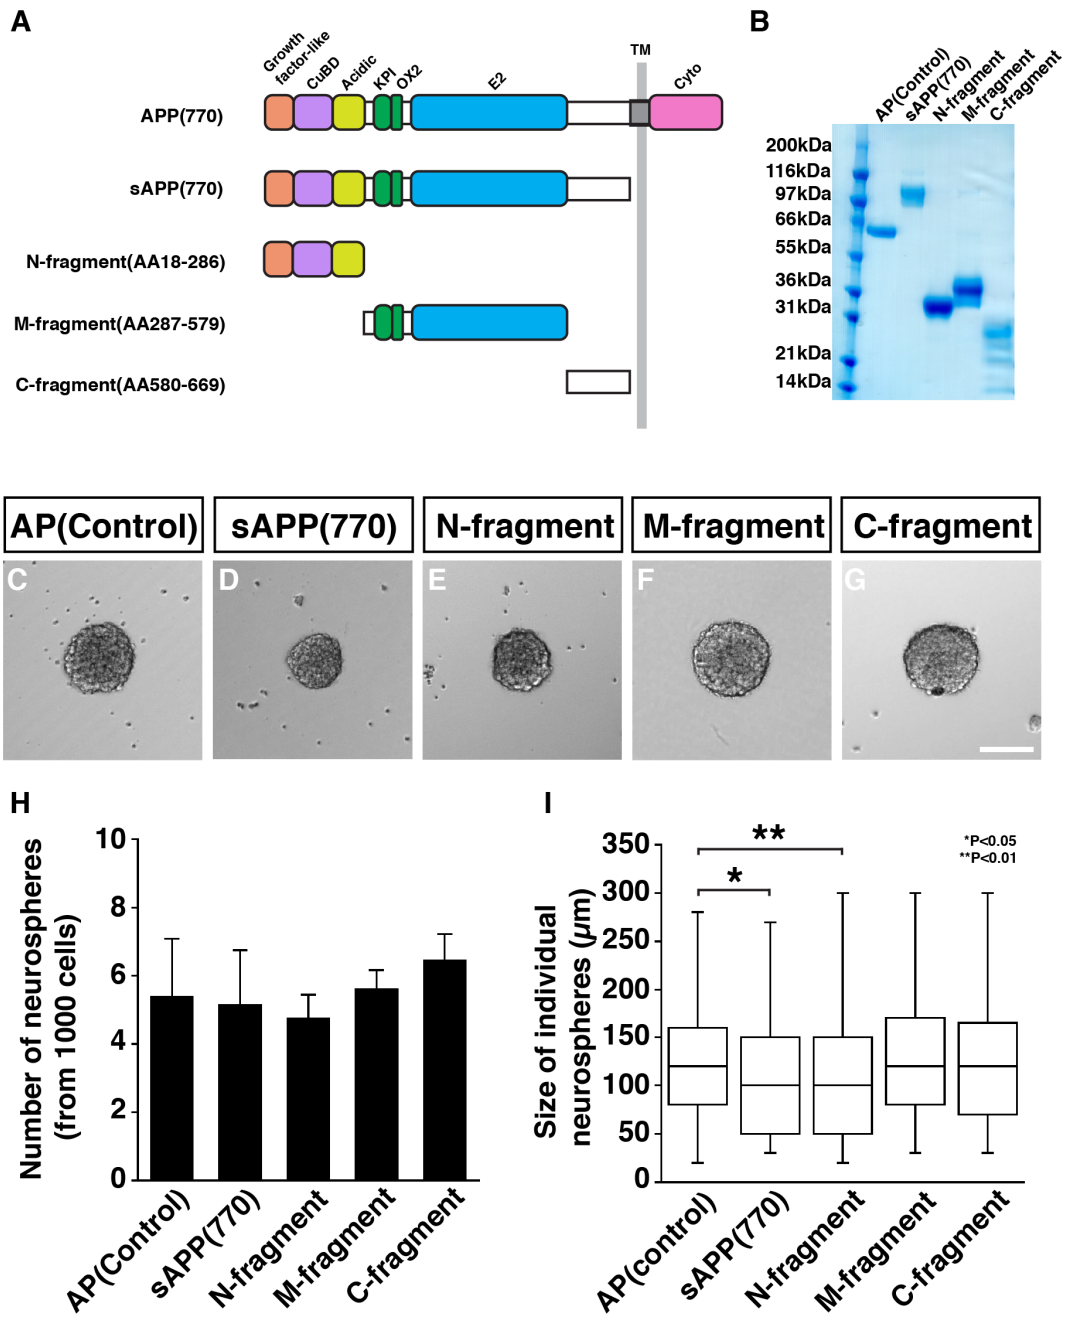 A
Growth
factor-like
CuBD
Acidic
KPI
OX2
E2
TM
Cyto
APP(770)
sAPP(770)
N-fragment(AA18-286)
M-fragment(AA287-579)
C-fragment(AA580-669)
B
AP(Control)
sAPP(770)
N-fragment
M-fragment
C-fragment
200kDa
116kDa
97kDa
66kDa
55kDa
36kDa
31kDa
21kDa
14kDa
AP(Control)
sAPP(770)
N-fragment
M-fragment
C-fragment
C
D
E
F
G
H
Number of neurospheres
(from 1000 cells)
10
8
6
4
2
0
AP(Control)
sAPP(770)
N-fragment
M-fragment
C-fragment
I
Size of individual
neurospheres (μm)
350
300
250
200
150
100
50
0
**
*
*P<0.05
**P<0.01
AP(control)
sAPP(770)
N-fragment
M-fragment
C-fragment